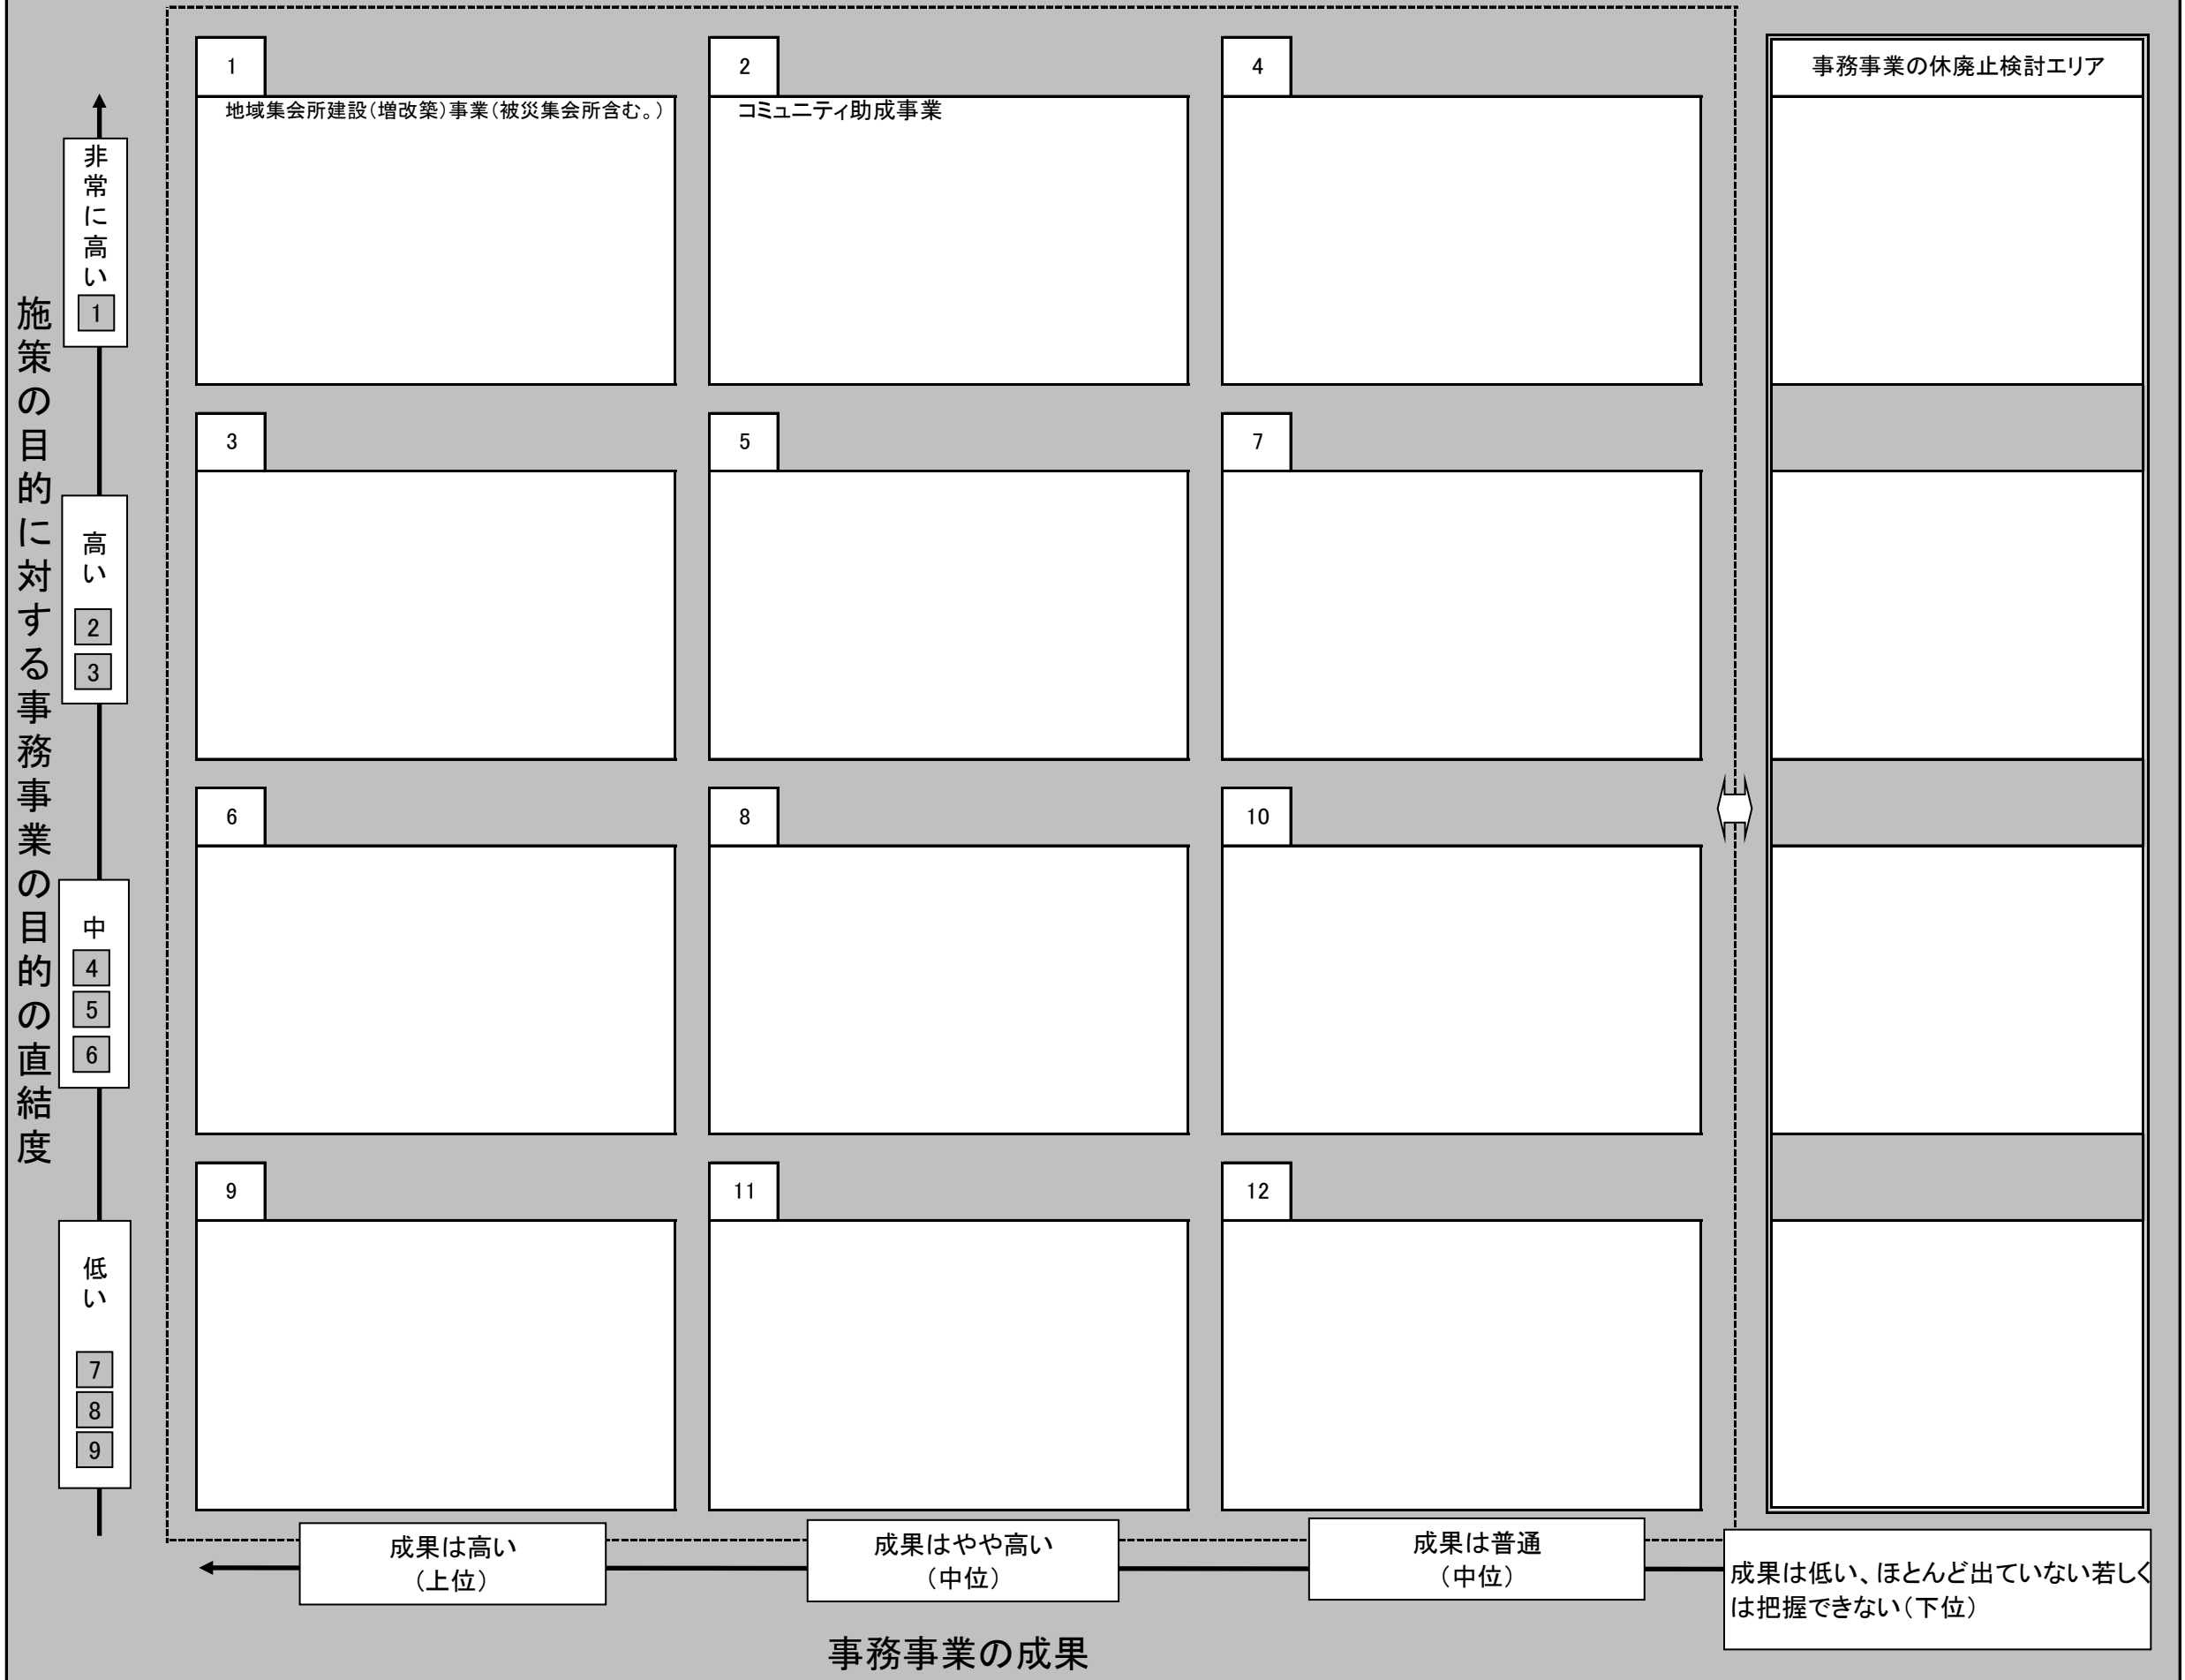 1
2
4
事務事業の休廃止検討エリア
地域集会所建設(増改築)事業(被災集会所含む。)
コミュニティ助成事業
非常に高い
1
施策の目的に対する事務事業の目的の直結度
3
5
7
高い
2
3
6
8
10
中
4
5
6
9
11
12
低い
7
8
9
成果は高い
(上位)
成果はやや高い
(中位)
成果は普通
(中位)
成果は低い、ほとんど出ていない若しく
は把握できない(下位)
事務事業の成果